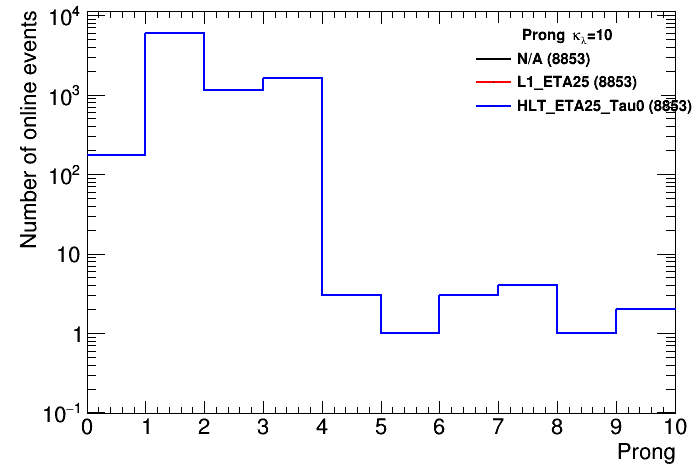 Number of online events
10⁴
10³
10²
10
1
10⁻¹
Prong κλ=10
N/A (8853)
L1_ETA25 (8853)
HLT_ETA25_Tau0 (8853)
0 1 2 3 4 5 6 7 8 9 10
Prong